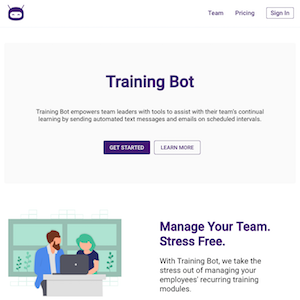 Team Pricing Sign In
Training Bot
Training Bot empowers team leaders with tools to assist with their team's continual
learning by sending automated text messages and emails on scheduled intervals.
GET STARTED LEARN MORE
Manage Your Team.
Stress Free.
With Training Bot, we take the
stress out of managing your
employees' recurring training
modules.